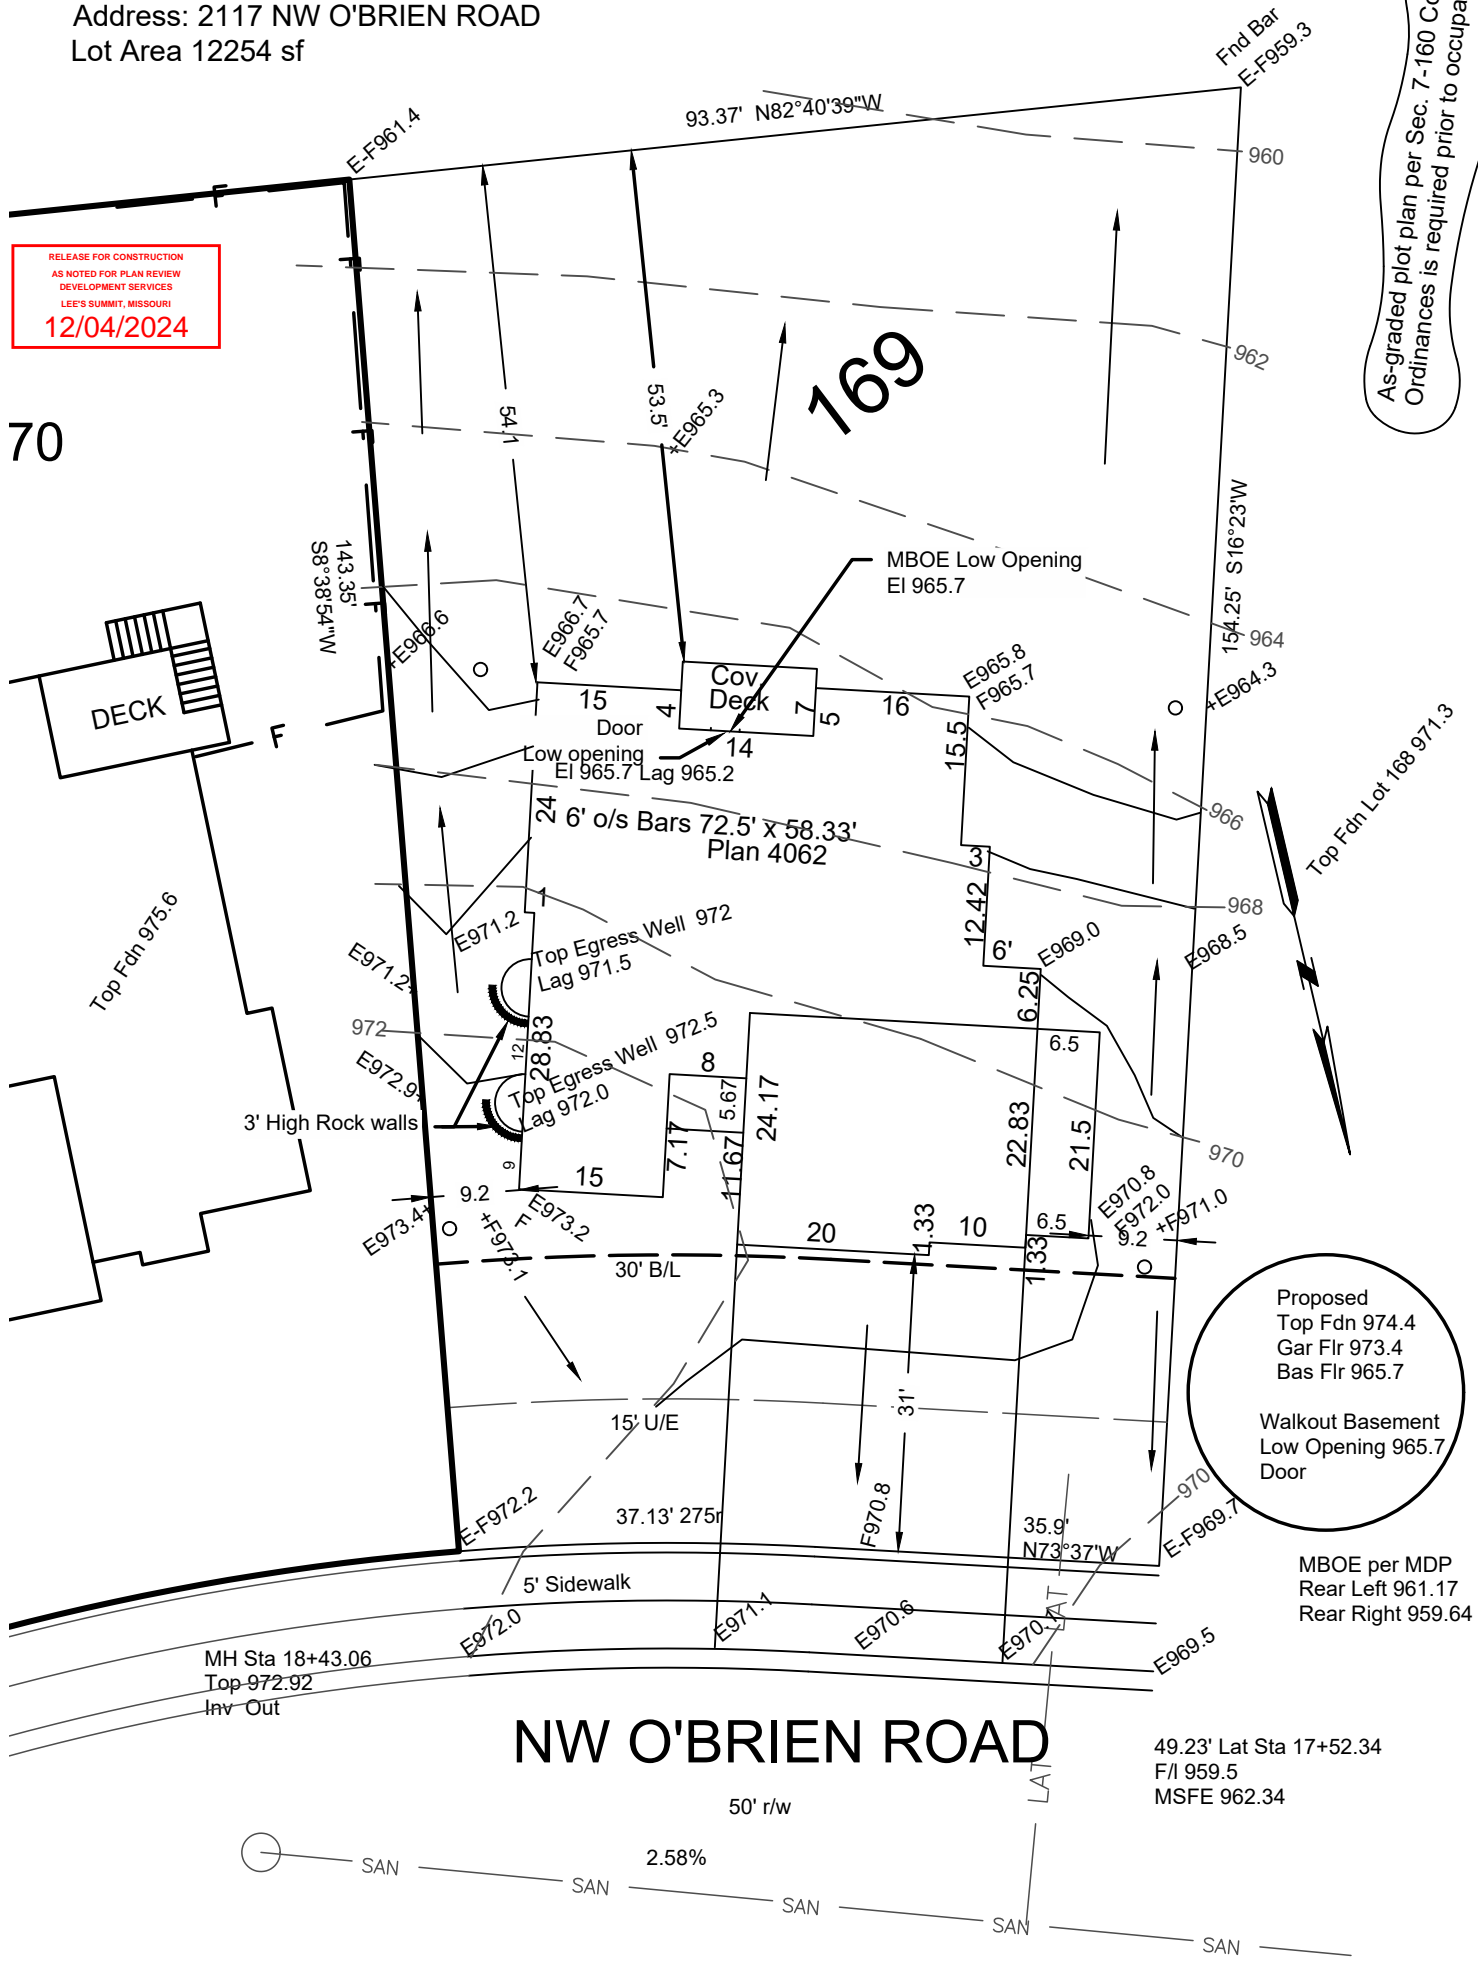 Address: 2117 NW O'BRIEN ROAD
Lot Area 12254 sf
Fnd Bar
E-F959.3
As-graded plot plan per Sec. 7-160
Ordinances is required prior to
93.37' N82°40'39"W
E-F961.4
960
F
RELEASE FOR CONSTRUCTION
AS NOTED FOR PLAN REVIEW
DEVELOPMENT SERVICES
LEE'S SUMMIT, MISSOURI
12/04/2024
962
169
53.5'
54.1
+E965.3
70
154.25' S16°23'W
143.35'
S8°38'54"W
MBOE Low Opening
El 965.7
964
+E966.6
E966.7
F965.7
E965.8
F965.7
+E964.3
Cov.
Deck
DECK
15
4
7
5
16
15.5
Door
Low opening
El 965.7 Lag 965.2
14
F
Top Fdn Lot 168 971.3
24
6' o/s Bars 72.5' x 58.33'
Plan 4062
966
3
12.42
968
1
Top Fdn 975.6
E971.2
E971.2+
Top Egress Well 972
Lag 971.5
6'
E969.0
E968.5
6.25
972
12
28.83
Top Egress Well 972.5
Lag 972.0
E972.9+
8
5.67
24.17
6.5
3' High Rock walls
7.17
11.67
22.83
21.5
970
6
15
9.2
E973.4+
+F973.1
F
E973.2
20
1.33
10
6.5
1.33
E970.8
F972.0
+F971.0
9.2
30' B/L
Proposed
Top Fdn 974.4
Gar Flr 973.4
Bas Flr 965.7
Walkout Basement
Low Opening 965.7
Door
31'
15' U/E
970
E-F972.2
37.13' 275r
F970.8
35.9'
N73°37'W
E-F969.7
MBOE per MDP
Rear Left 961.17
Rear Right 959.64
5' Sidewalk
E972.0
E971.1
E970.6
E970.1
LAT
E969.5
MH Sta 18+43.06
Top 972.92
Inv Out
NW O'BRIEN ROAD
LAT
49.23' Lat Sta 17+52.34
F/l 959.5
MSFE 962.34
50' r/w
2.58%
SAN
SAN
SAN
SAN
SAN